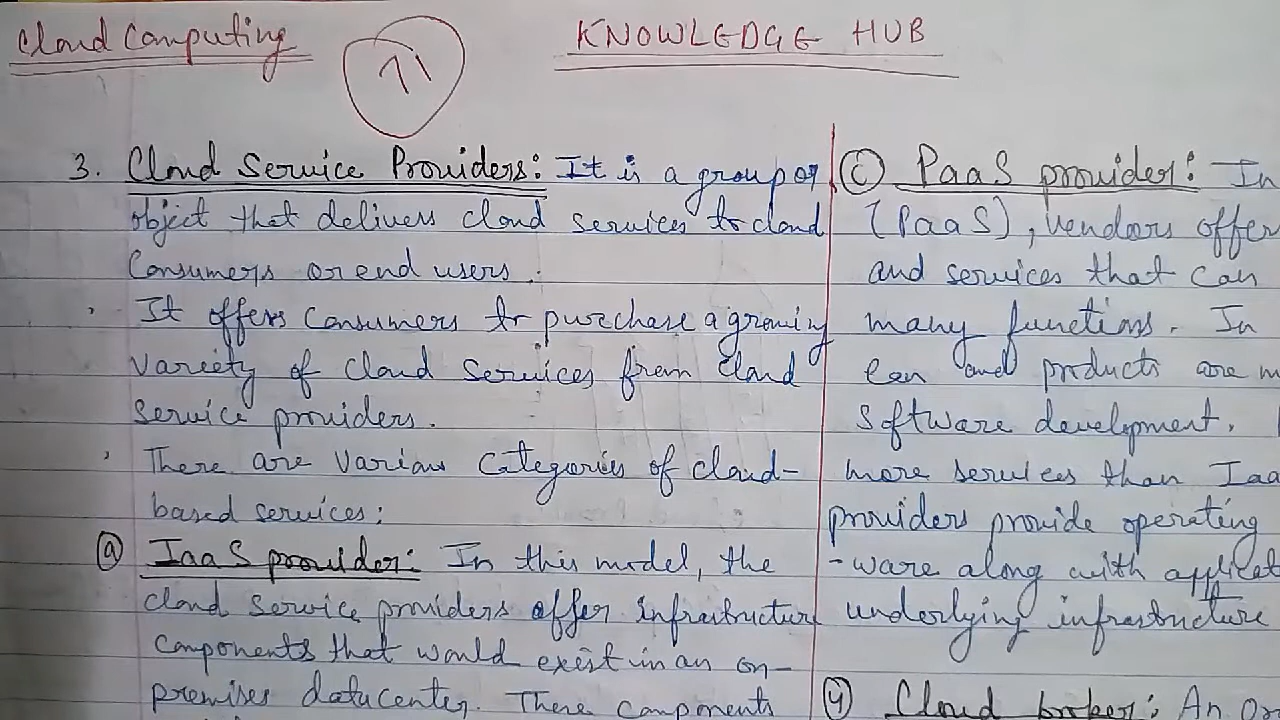 Cloud Computing
71
KNOWLEDGE HUB
3. Cloud Service Providers: It is a group or
object that delivers cloud services to cloud
Consumers or end users.
It offers Consumers to purchase a growing
variety of cloud services from cloud
service providers.
There are various categories of cloud-
based services:
a IaaS provider: In this model, the
cloud service providers offer infrastructure
components that would exist in an on-
premises datacenter. These components
c PaaS provider: In
(PaaS), vendors offer
and services that can
many functions. In
and products are m
software development.
more services than Iaa
providers provide operating
-ware along with applicat
underlying infrastructure
4 Cloud broker: An or